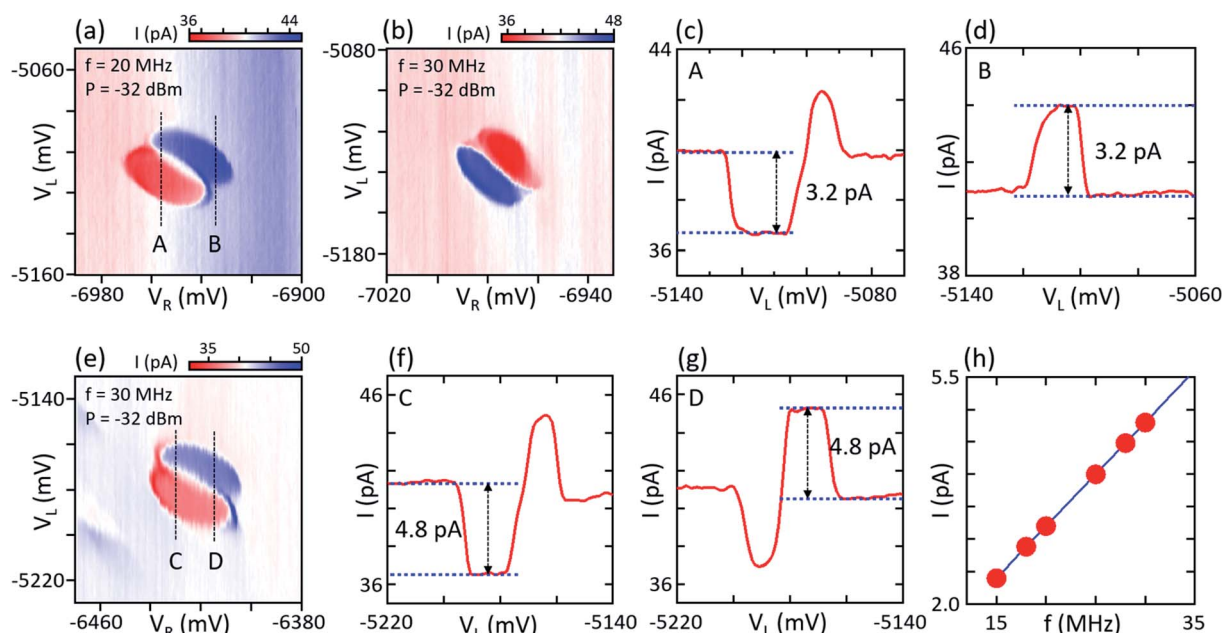 (a) I (pA) 36 44
f = 20 MHz
P = -32 dBm
-5060
-5160
V_L (mV)
A B
-6980 V_R (mV) -6900
(b) I (pA) 36 48
f = 30 MHz
P = -32 dBm
-5080
-5180
V_L (mV)
-7020 V_R (mV) -6940
(c)
A
44
36
I (pA)
3.2 pA
-5140 V_L (mV) -5080
(d)
B
46
38
I (pA)
3.2 pA
-5140 V_L (mV) -5060
(e) I (pA) 35 50
f = 30 MHz
P = -32 dBm
-5140
-5220
V_L (mV)
C D
-6460 V_R (mV) -6380
(f)
C
46
36
I (pA)
4.8 pA
-5220 V_L (mV) -5140
(g)
D
46
36
I (pA)
4.8 pA
-5220 V_L (mV) -5140
(h)
5.5
2.0
I (pA)
15 f (MHz) 35